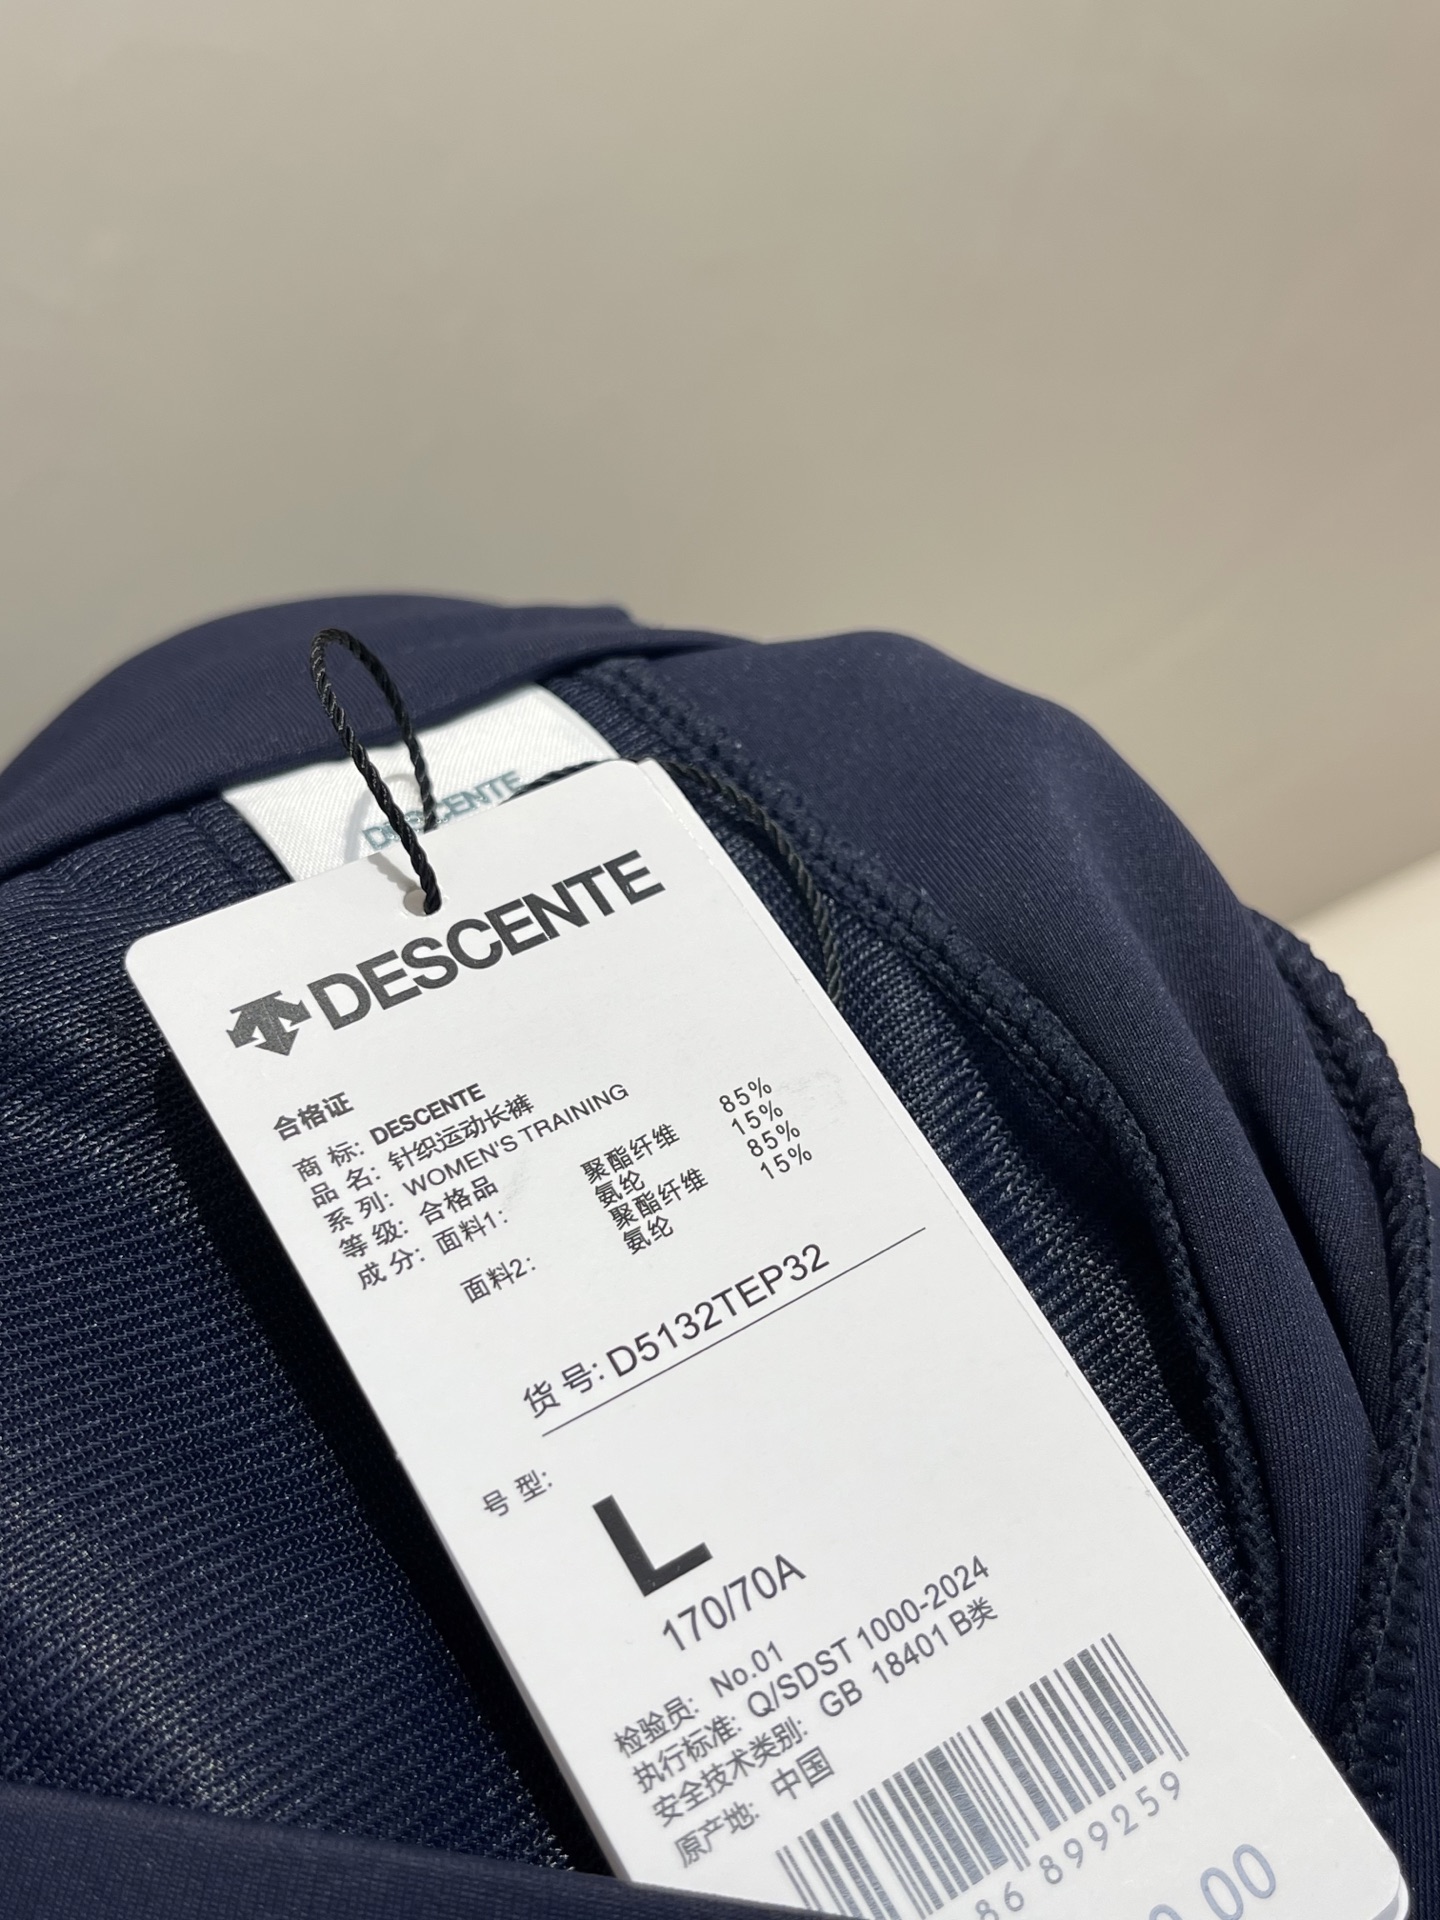 DESCENTE
DESCENTE
合格证
商 标: DESCENTE
品 名: 针织运动长裤
系 列: WOMEN'S TRAINING
等 级: 合格品
成 分: 面料1: 聚酯纤维 85%
氨纶 15%
面料2: 聚酯纤维 85%
氨纶 15%
货 号: D5132TEP32
号 型:
L
170/70A
检验员: No.01
执行标准: Q/SDST 1000-2024
安全技术类别: GB 18401 B类
原产地: 中国
86899259
0.00